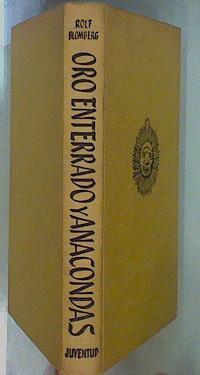 ROLF
BLOMBERG
ORO ENTERRADO Y ANACONDAS
JUVENTUD